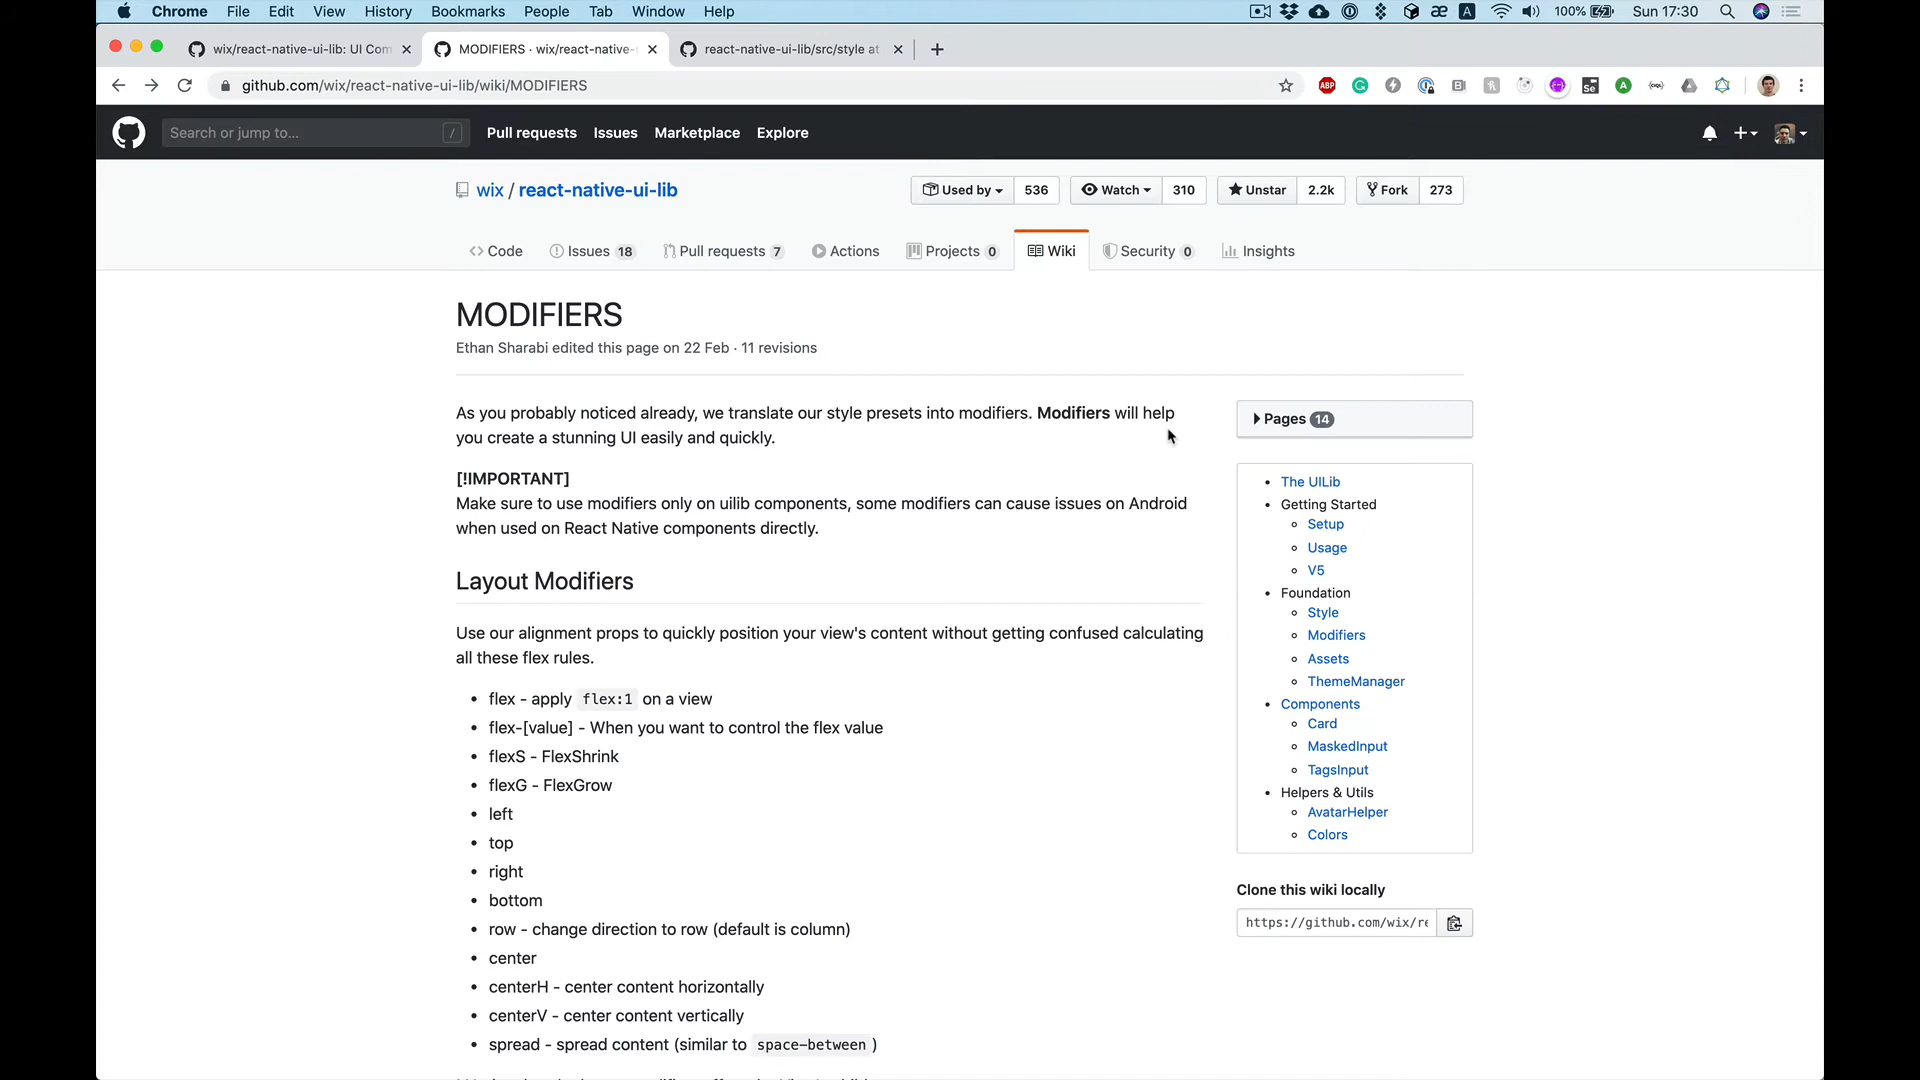 Chrome File Edit View History Bookmarks People Tab Window Help 100% Sun 17:30
wix/react-native-ui-lib: UI Com
MODIFIERS · wix/react-native-
react-native-ui-lib/src/style at
github.com/wix/react-native-ui-lib/wiki/MODIFIERS
Search or jump to... / Pull requests Issues Marketplace Explore
wix / react-native-ui-lib Used by 536 Watch 310 Unstar 2.2k Fork 273
Code Issues 18 Pull requests 7 Actions Projects 0 Wiki Security 0 Insights
MODIFIERS
Ethan Sharabi edited this page on 22 Feb · 11 revisions
As you probably noticed already, we translate our style presets into modifiers. Modifiers will help
you create a stunning UI easily and quickly.
[!IMPORTANT]
Make sure to use modifiers only on uilib components, some modifiers can cause issues on Android
when used on React Native components directly.
Layout Modifiers
Use our alignment props to quickly position your view's content without getting confused calculating
all these flex rules.
• flex - apply flex:1 on a view
• flex-[value] - When you want to control the flex value
• flexS - FlexShrink
• flexG - FlexGrow
• left
• top
• right
• bottom
• row - change direction to row (default is column)
• center
• centerH - center content horizontally
• centerV - center content vertically
• spread - spread content (similar to space-between )
Pages 14
• The UILib
• Getting Started
Setup
Usage
V5
• Foundation
Style
Modifiers
Assets
ThemeManager
• Components
Card
MaskedInput
TagsInput
• Helpers & Utils
AvatarHelper
Colors
Clone this wiki locally
https://github.com/wix/re